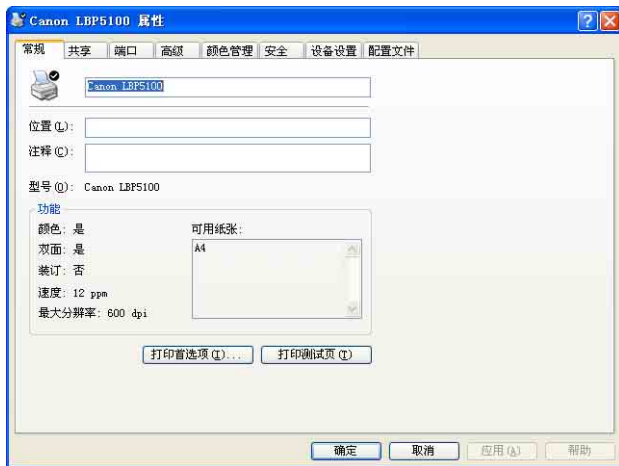 Canon LBP5100 属性
常规 共享 端口 高级 颜色管理 安全 设备设置 配置文件
Canon LBP5100
位置(L):
注释(C):
型号(O): Canon LBP5100
功能
颜色: 是 可用纸张:
双面: 是 A4
装订: 否
速度: 12 ppm
最大分辨率: 600 dpi
打印首选项(I)... 打印测试页(T)
确定 取消 应用(A) 帮助